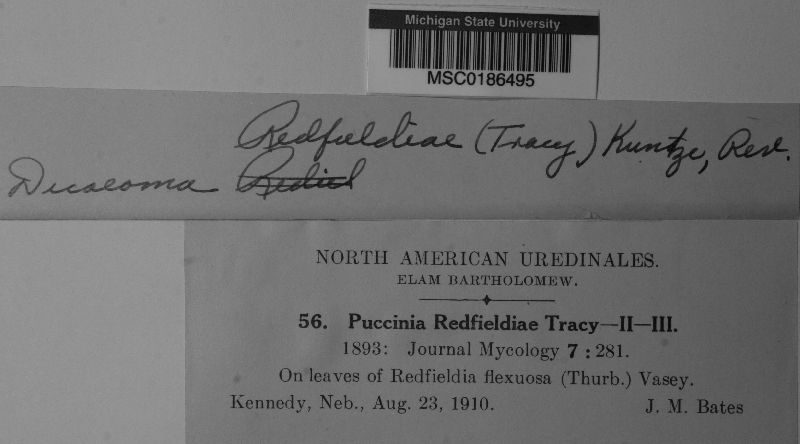 Michigan State University
MSC0186495
Redfieldiae (Tracy) Kuntze, Rev.
Dicaeoma
NORTH AMERICAN UREDINALES.
ELAM BARTHOLOMEW.
56. Puccinia Redfieldiae Tracy—II—III.
1893: Journal Mycology 7 : 281.
On leaves of Redfieldia flexuosa (Thurb.) Vasey.
Kennedy, Neb., Aug. 23, 1910. J. M. Bates